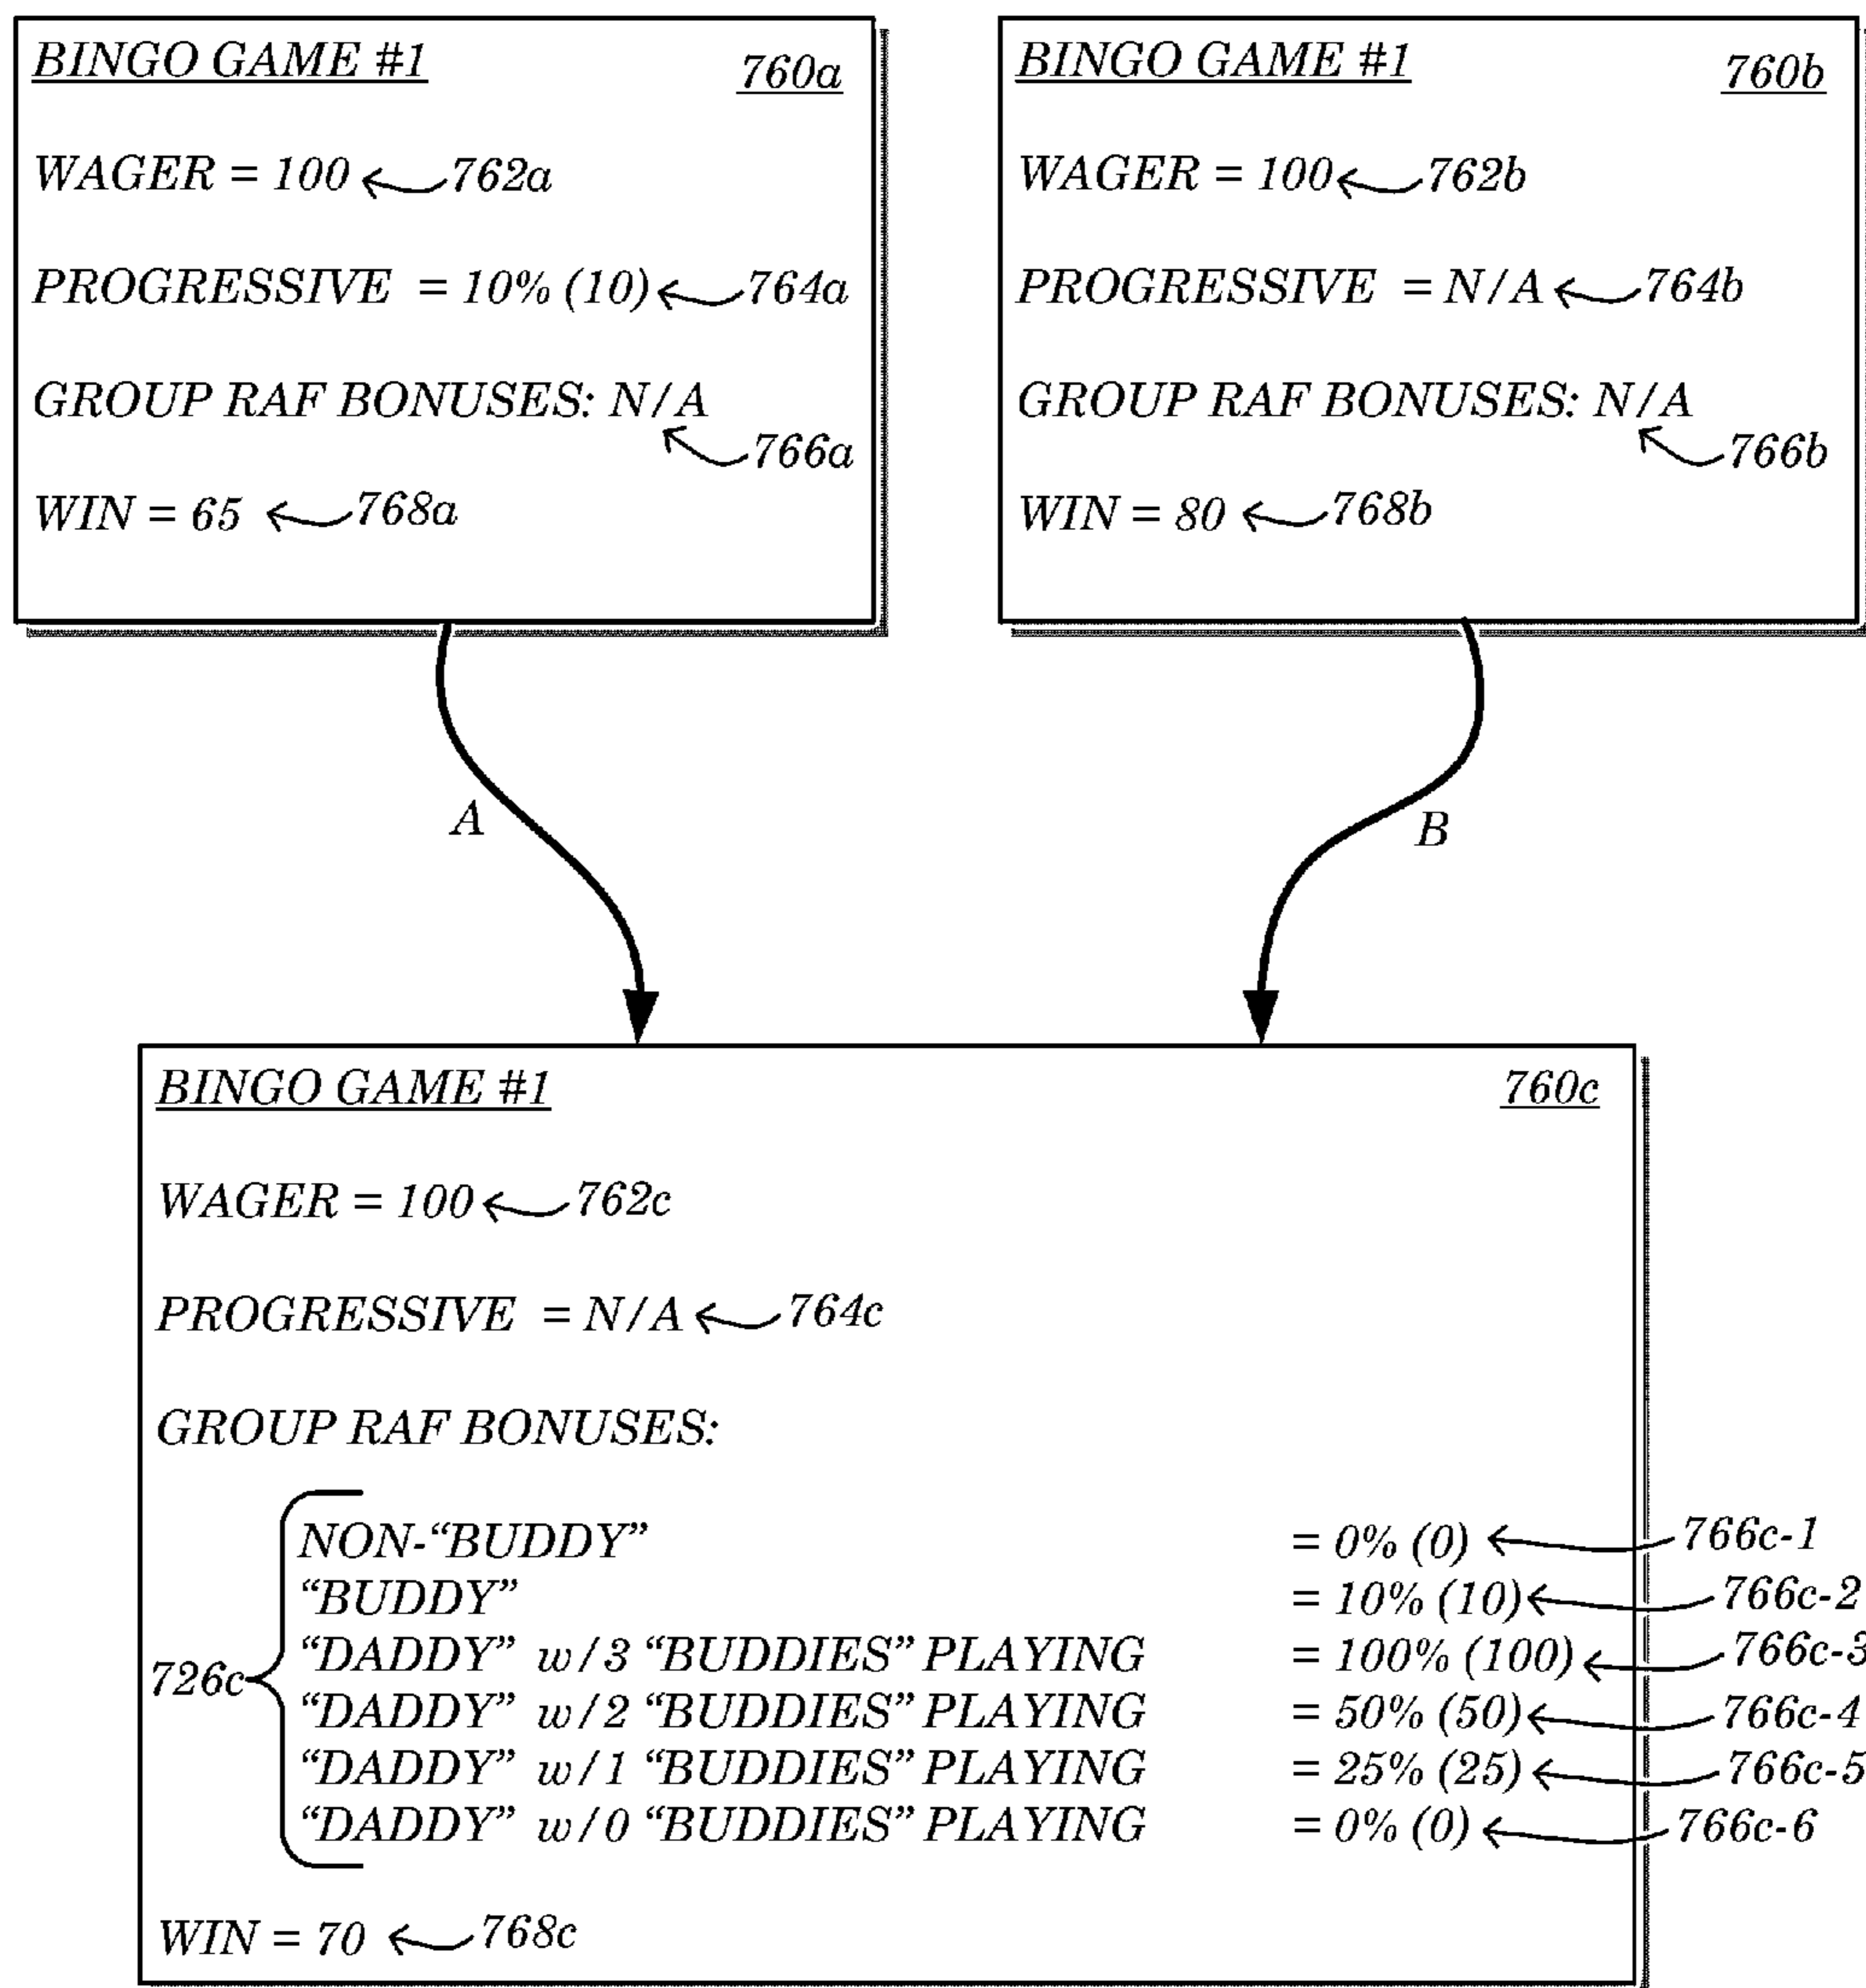 BINGO GAME #1 760a
WAGER = 100 762a
PROGRESSIVE = 10% (10) 764a
GROUP RAF BONUSES: N/A
766a
WIN = 65 768a
BINGO GAME #1 760b
WAGER = 100 762b
PROGRESSIVE = N/A 764b
GROUP RAF BONUSES: N/A
766b
WIN = 80 768b
A
B
BINGO GAME #1 760c
WAGER = 100 762c
PROGRESSIVE = N/A 764c
GROUP RAF BONUSES:
726c
NON-“BUDDY” = 0% (0) 766c-1
“BUDDY” = 10% (10) 766c-2
“DADDY” w/3 “BUDDIES” PLAYING = 100% (100) 766c-3
“DADDY” w/2 “BUDDIES” PLAYING = 50% (50) 766c-4
“DADDY” w/1 “BUDDIES” PLAYING = 25% (25) 766c-5
“DADDY” w/0 “BUDDIES” PLAYING = 0% (0) 766c-6
WIN = 70 768c